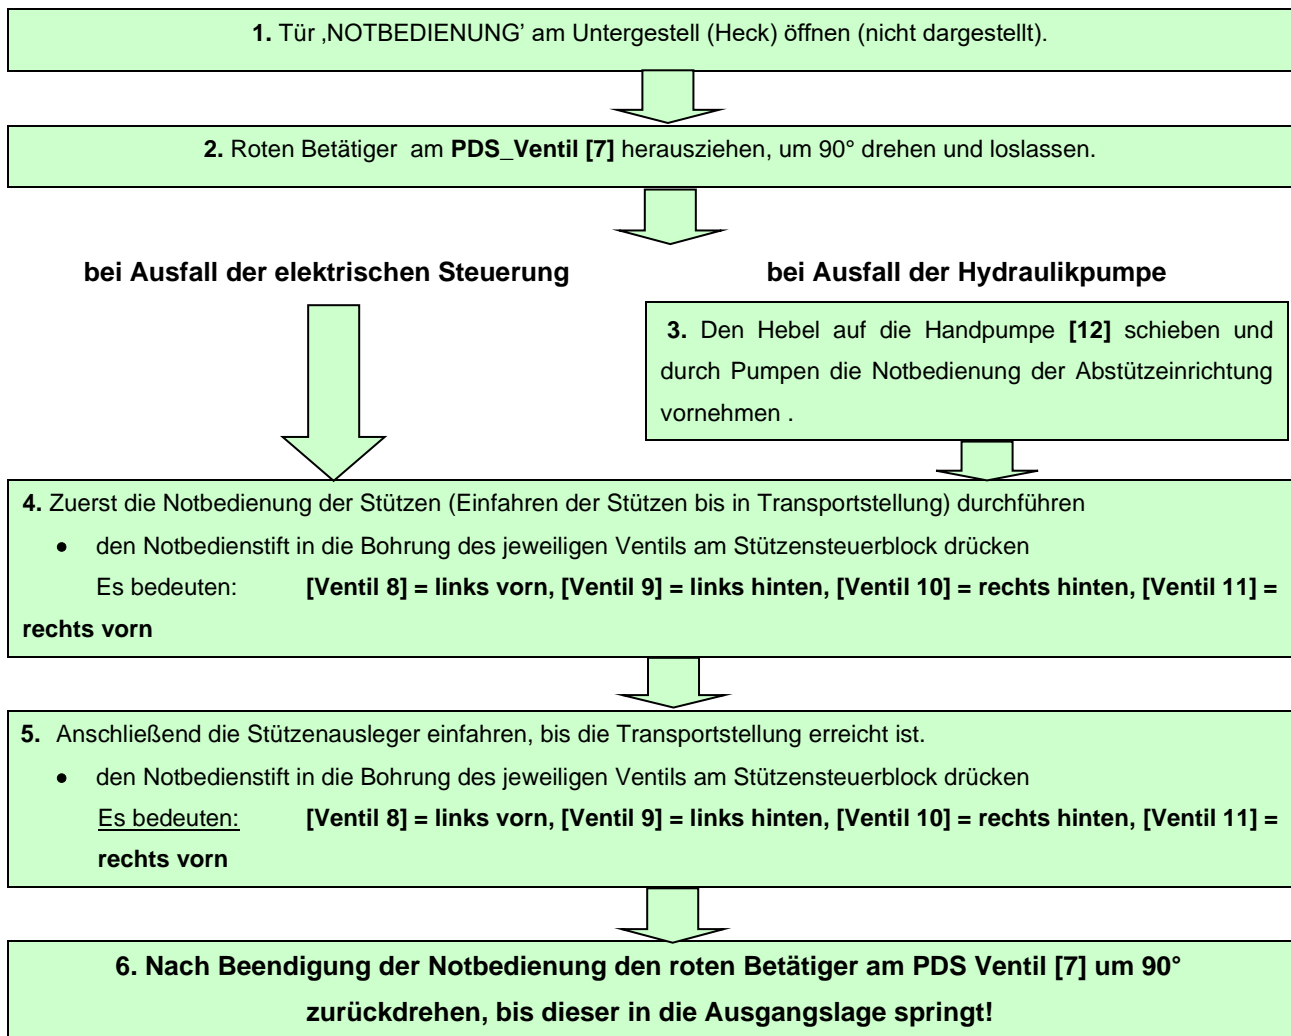 1. Tür ‚NOTBEDIENUNG’ am Untergestell (Heck) öffnen (nicht dargestellt).
2. Roten Betätiger am PDS_Ventil [7] herausziehen, um 90° drehen und loslassen.
bei Ausfall der elektrischen Steuerung
bei Ausfall der Hydraulikpumpe
3. Den Hebel auf die Handpumpe [12] schieben und
durch Pumpen die Notbedienung der Abstützeinrichtung
vornehmen .
4. Zuerst die Notbedienung der Stützen (Einfahren der Stützen bis in Transportstellung) durchführen
• den Notbedienstift in die Bohrung des jeweiligen Ventils am Stützensteuerblock drücken
Es bedeuten: [Ventil 8] = links vorn, [Ventil 9] = links hinten, [Ventil 10] = rechts hinten, [Ventil 11] =
rechts vorn
5. Anschließend die Stützenausleger einfahren, bis die Transportstellung erreicht ist.
• den Notbedienstift in die Bohrung des jeweiligen Ventils am Stützensteuerblock drücken
Es bedeuten: [Ventil 8] = links vorn, [Ventil 9] = links hinten, [Ventil 10] = rechts hinten, [Ventil 11] =
rechts vorn
6. Nach Beendigung der Notbedienung den roten Betätiger am PDS Ventil [7] um 90°
zurückdrehen, bis dieser in die Ausgangslage springt!